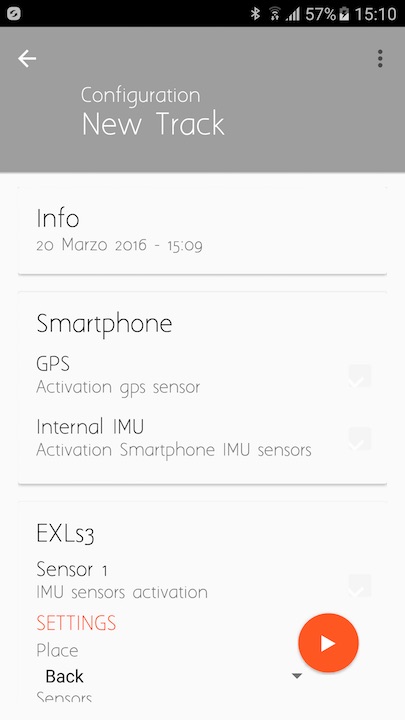 57% 15:10
Configuration
New Track
Info
20 Marzo 2016 - 15:09
Smartphone
GPS
Activation gps sensor
Internal IMU
Activation Smartphone IMU sensors
EXLs3
Sensor 1
IMU sensors activation
SETTINGS
Place
Back
Sensors